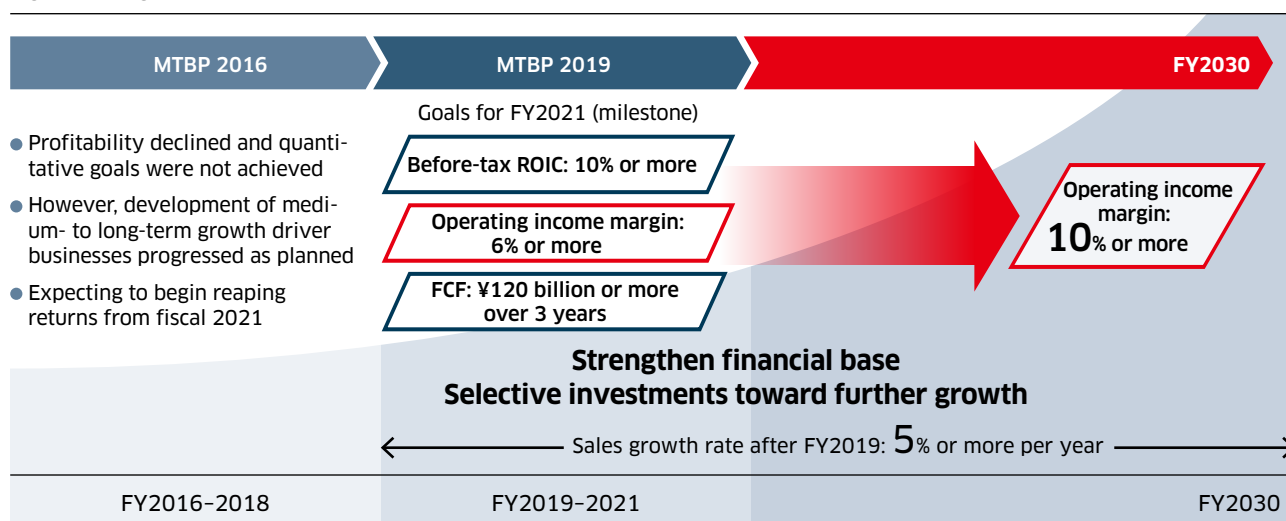 MTBP 2016
MTBP 2019
FY2030
Profitability declined and quanti-
tative goals were not achieved
However, development of medi-
um- to long-term growth driver
businesses progressed as planned
Expecting to begin reaping
returns from fiscal 2021
Goals for FY2021 (milestone)
Before-tax ROIC: 10% or more
Operating income margin:
6% or more
FCF: ¥120 billion or more
over 3 years
Operating income
margin:
10% or more
Strengthen financial base
Selective investments toward further growth
Sales growth rate after FY2019: 5% or more per year
FY2016–2018
FY2019–2021
FY2030